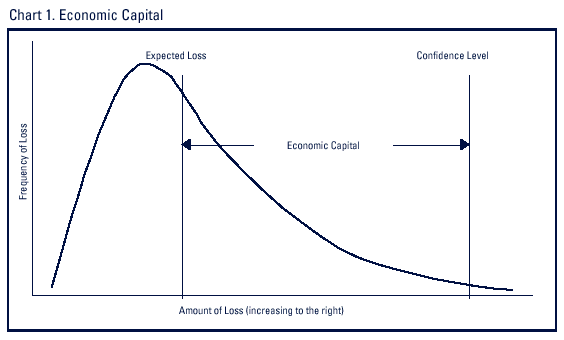 Chart 1. Economic Capital
Expected Loss
Confidence Level
Economic Capital
Frequency of Loss
Amount of Loss (increasing to the right)